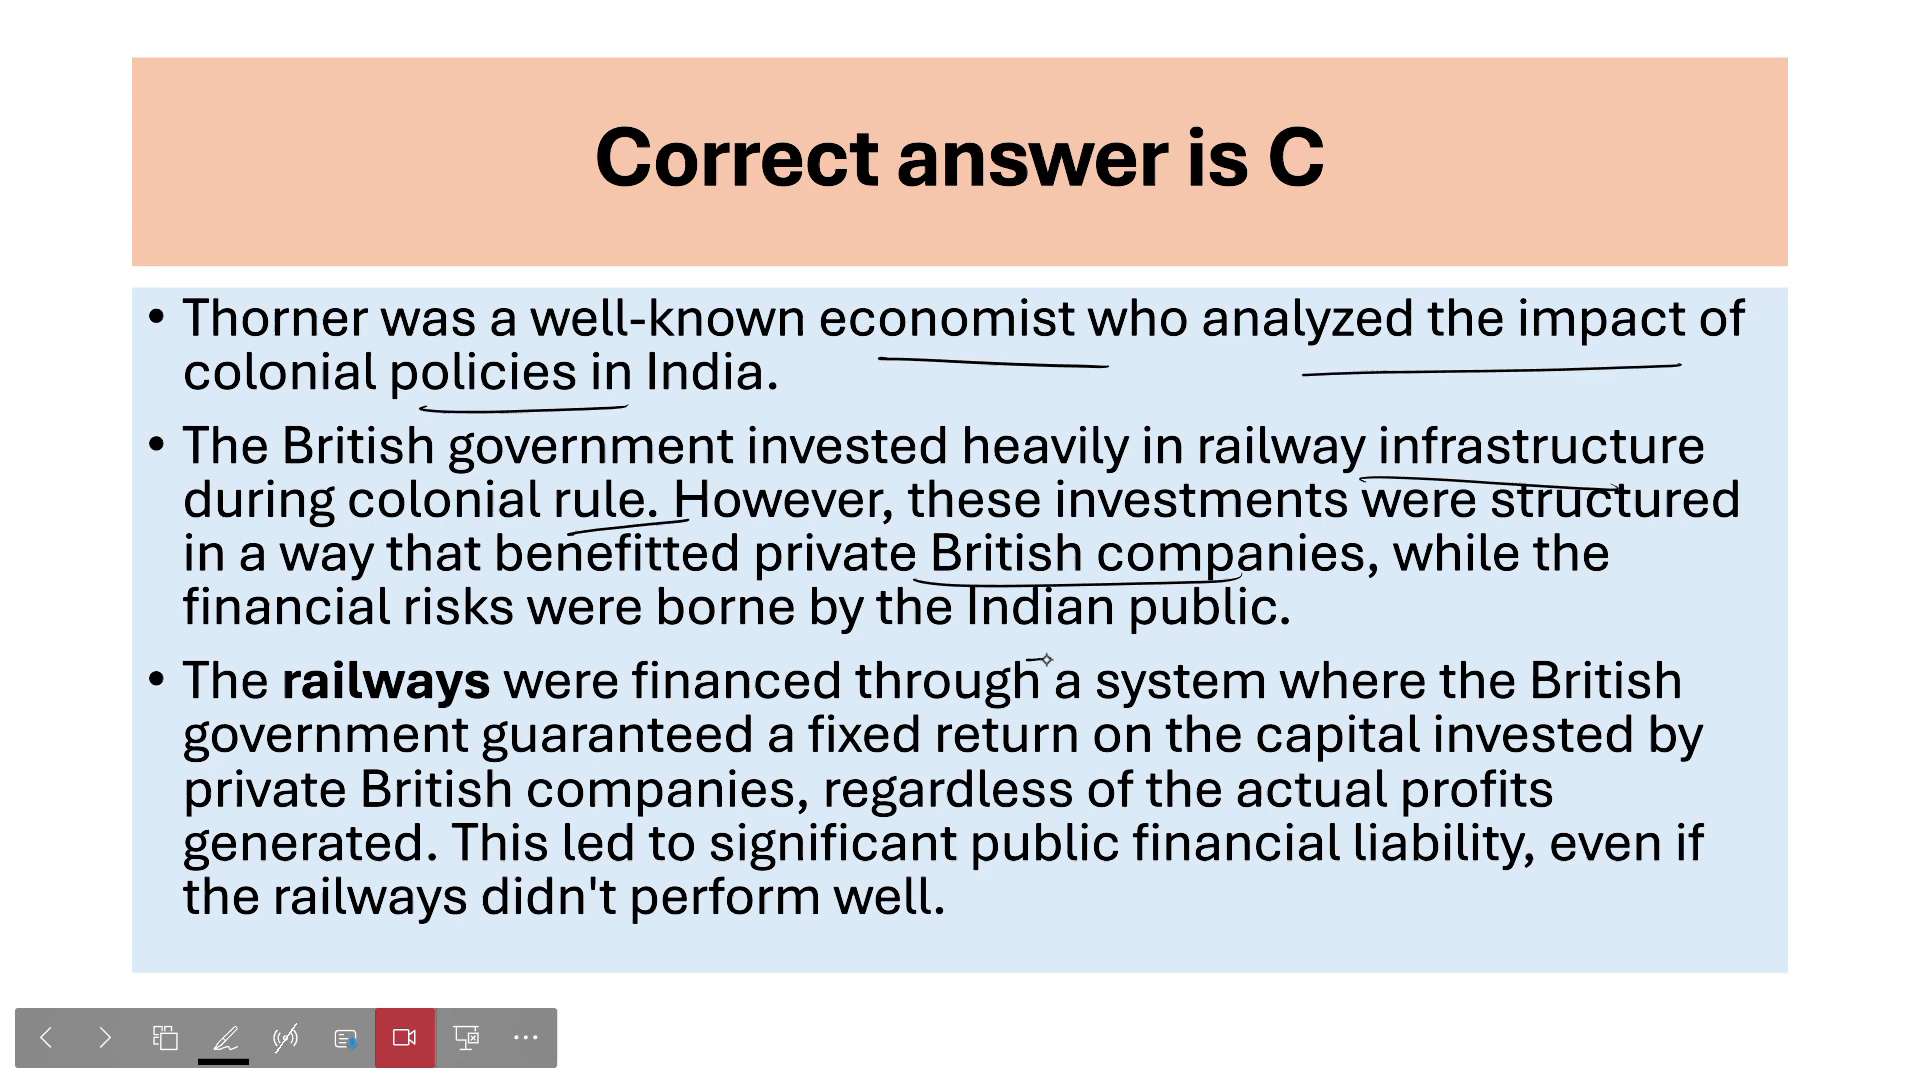 Correct answer is C
• Thorner was a well-known economist who analyzed the impact of
colonial policies in India.
• The British government invested heavily in railway infrastructure
during colonial rule. However, these investments were structured
in a way that benefitted private British companies, while the
financial risks were borne by the Indian public.
• The railways were financed through a system where the British
government guaranteed a fixed return on the capital invested by
private British companies, regardless of the actual profits
generated. This led to significant public financial liability, even if
the railways didn't perform well.